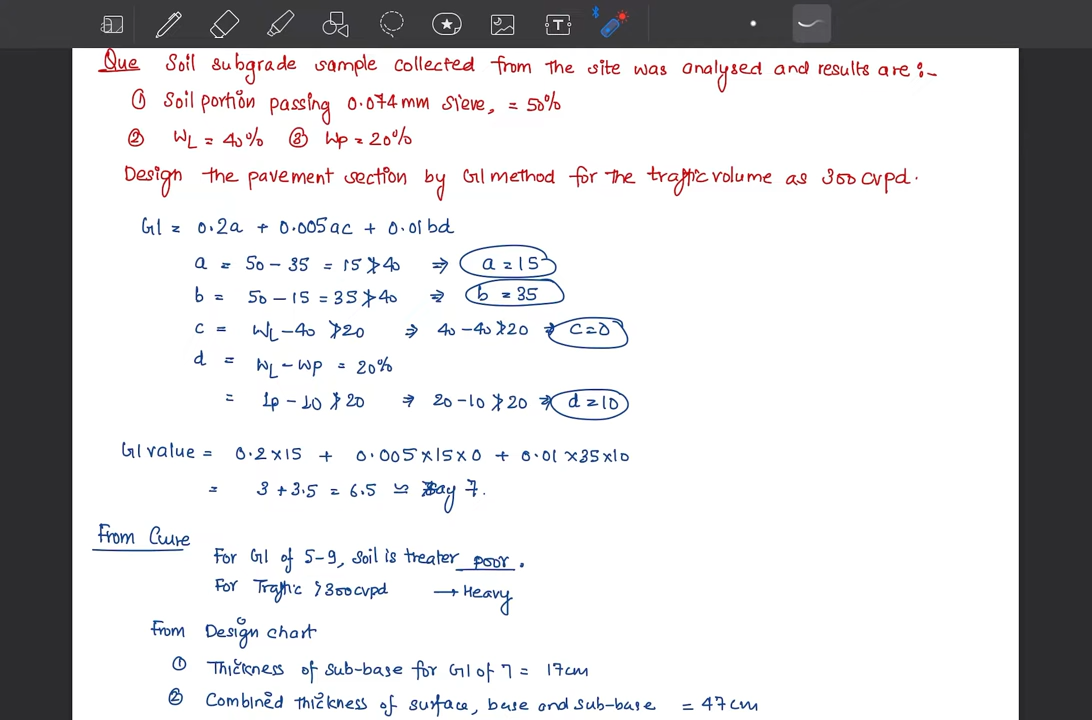 Que Soil subgrade sample collected from the site was analysed and results are :-
① Soil portion passing 0.074mm sieve, = 50%
② WL = 40% ③ Wp = 20%
Design the pavement section by GI method for the traffic volume as 300 cvpd.
GI = 0.2a + 0.005ac + 0.01bd
a = 50 - 35 = 15 ≯ 40 ⇒ a = 15
b = 50 - 15 = 35 ≯ 40 ⇒ b = 35
c = WL - 40 ≯ 20 ⇒ 40 - 40 ≯ 20 ⇒ c = 0
d = WL - Wp = 20%
= Ip - 10 ≯ 20 ⇒ 20 - 10 ≯ 20 ⇒ d = 10
GI value = 0.2 × 15 + 0.005 × 15 × 0 + 0.01 × 35 × 10
= 3 + 3.5 = 6.5 ≃ say 7.
From Curve
For GI of 5-9, soil is treater poor.
For Traffic > 300 cvpd → Heavy
From Design chart
① Thickness of sub-base for GI of 7 = 17cm
② Combined thickness of surface, base and sub-base = 47cm